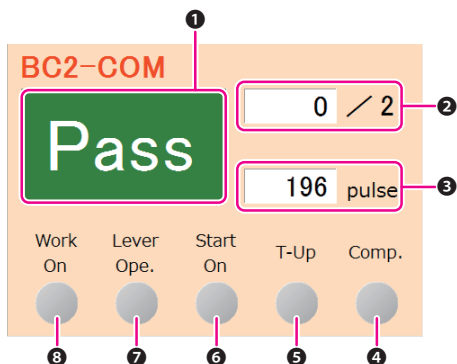 ❶
BC2-COM
Pass
0 ／ 2
❷
196 pulse
❸
Work On
Lever Ope.
Start On
T-Up
Comp.
❽
❼
❻
❺
❹